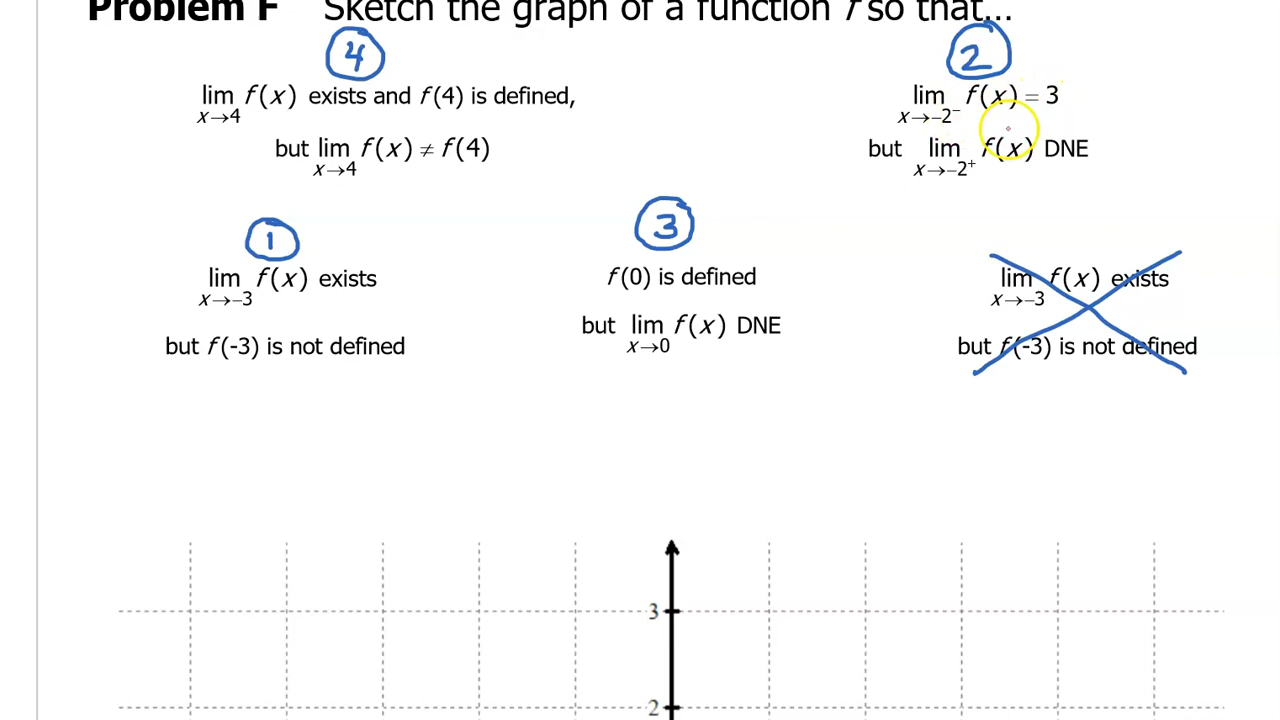 Problem F Sketch the graph of a function f so that...
4
lim f(x) exists and f(4) is defined,
x→4
but lim f(x) ≠ f(4)
x→4
2
lim f(x) = 3
x→-2⁻
but lim f(x) DNE
x→-2⁺
1
lim f(x) exists
x→-3
but f(-3) is not defined
3
f(0) is defined
but lim f(x) DNE
x→0
lim f(x) exists
x→-3
but f(-3) is not defined
3
2